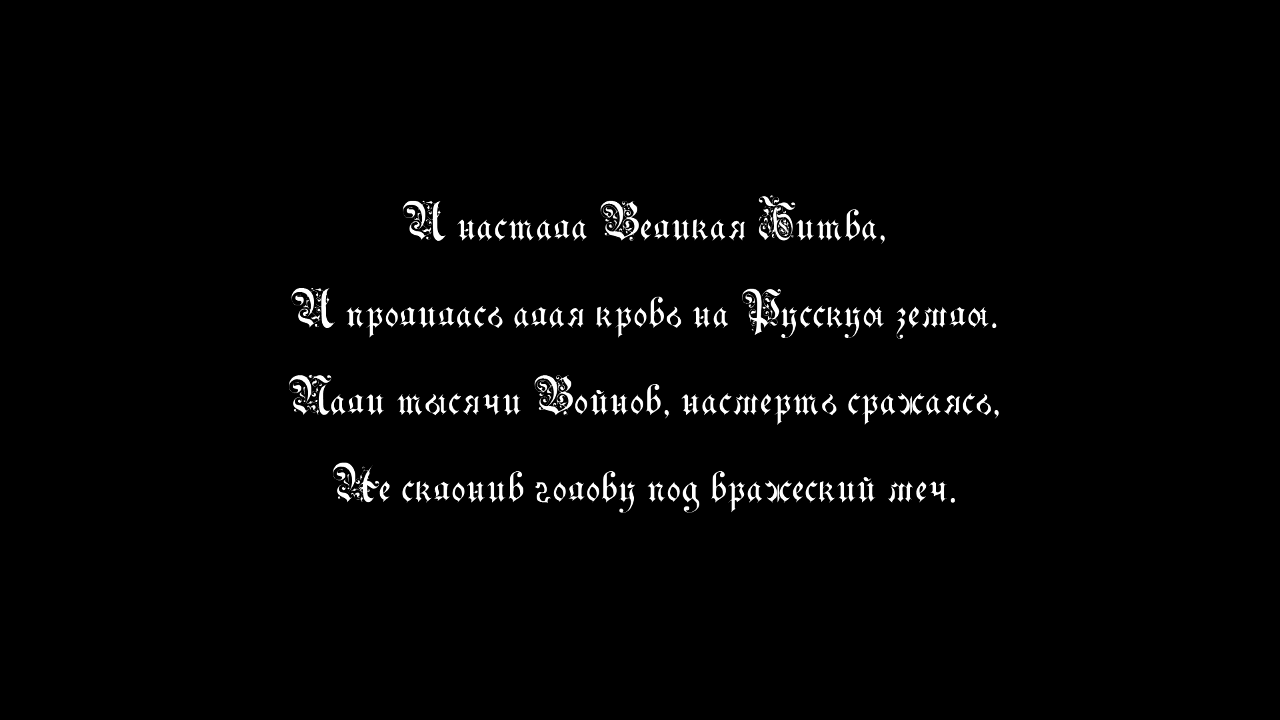 И настала Великая Битва,
И пролилась алая кровь на Русскую землю.
Пали тысячи Войнов, насмерть сражаясь,
Не склонив голову под вражеский меч.